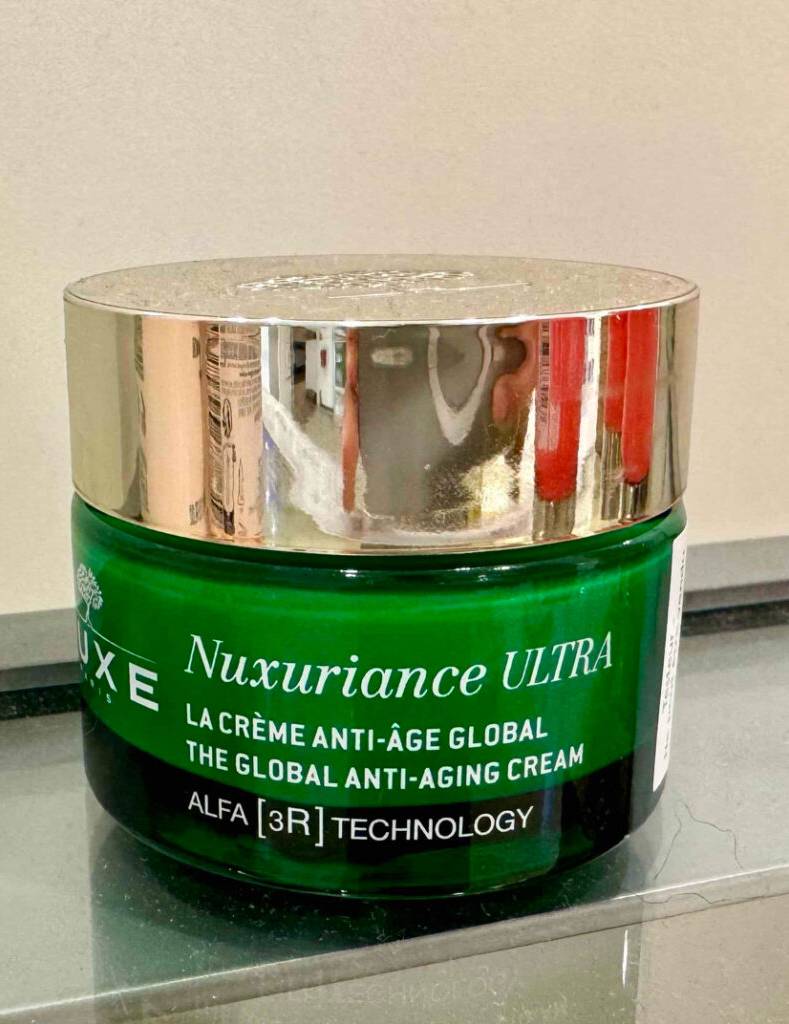 UXE
Nuxuriance ULTRA
LA CRÈME ANTI-ÂGE GLOBAL
THE GLOBAL ANTI-AGING CREAM
ALFA [3R] TECHNOLOGY